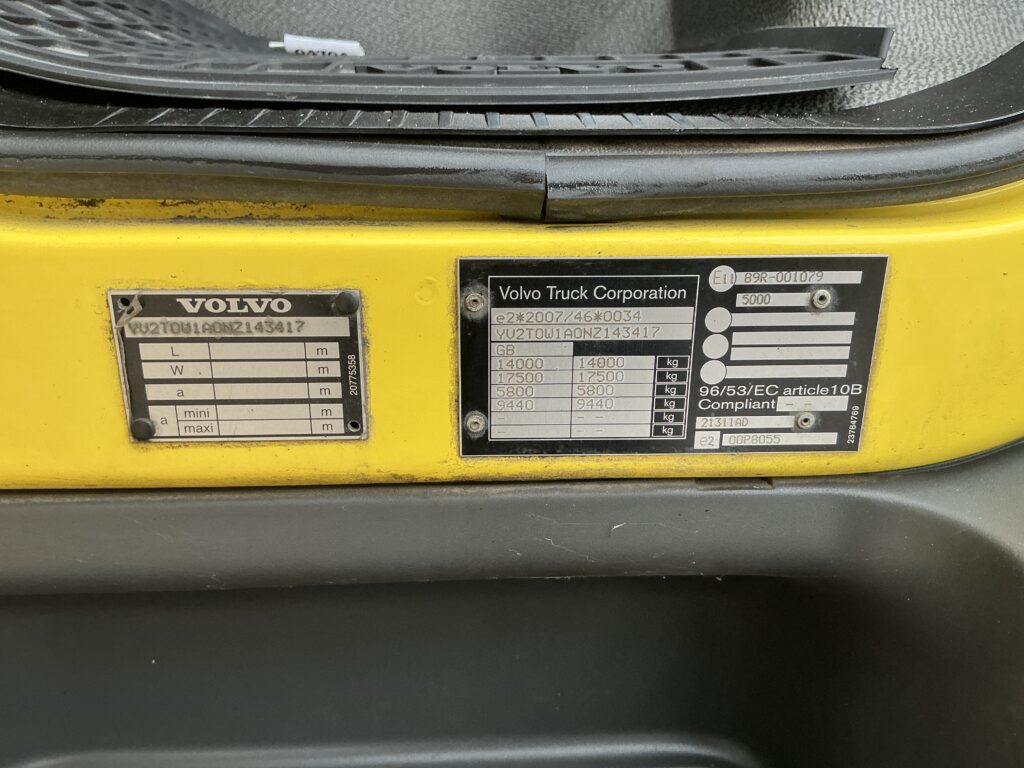 VOLVO
YV2T0W1A0NZ143417
L m
W m
a m
a mini m
maxi m
20775358
Volvo Truck Corporation
e2*2007/46*0034
YV2T0W1A0NZ143417
GB
14000 14000 kg
17500 17500 kg
5800 5800 kg
9440 9440 kg
- - - - kg
- - - - kg
E11 89R-001079
5000
96/53/EC article10B
Compliant - - -
21311AD
e2 00P8055
23784769